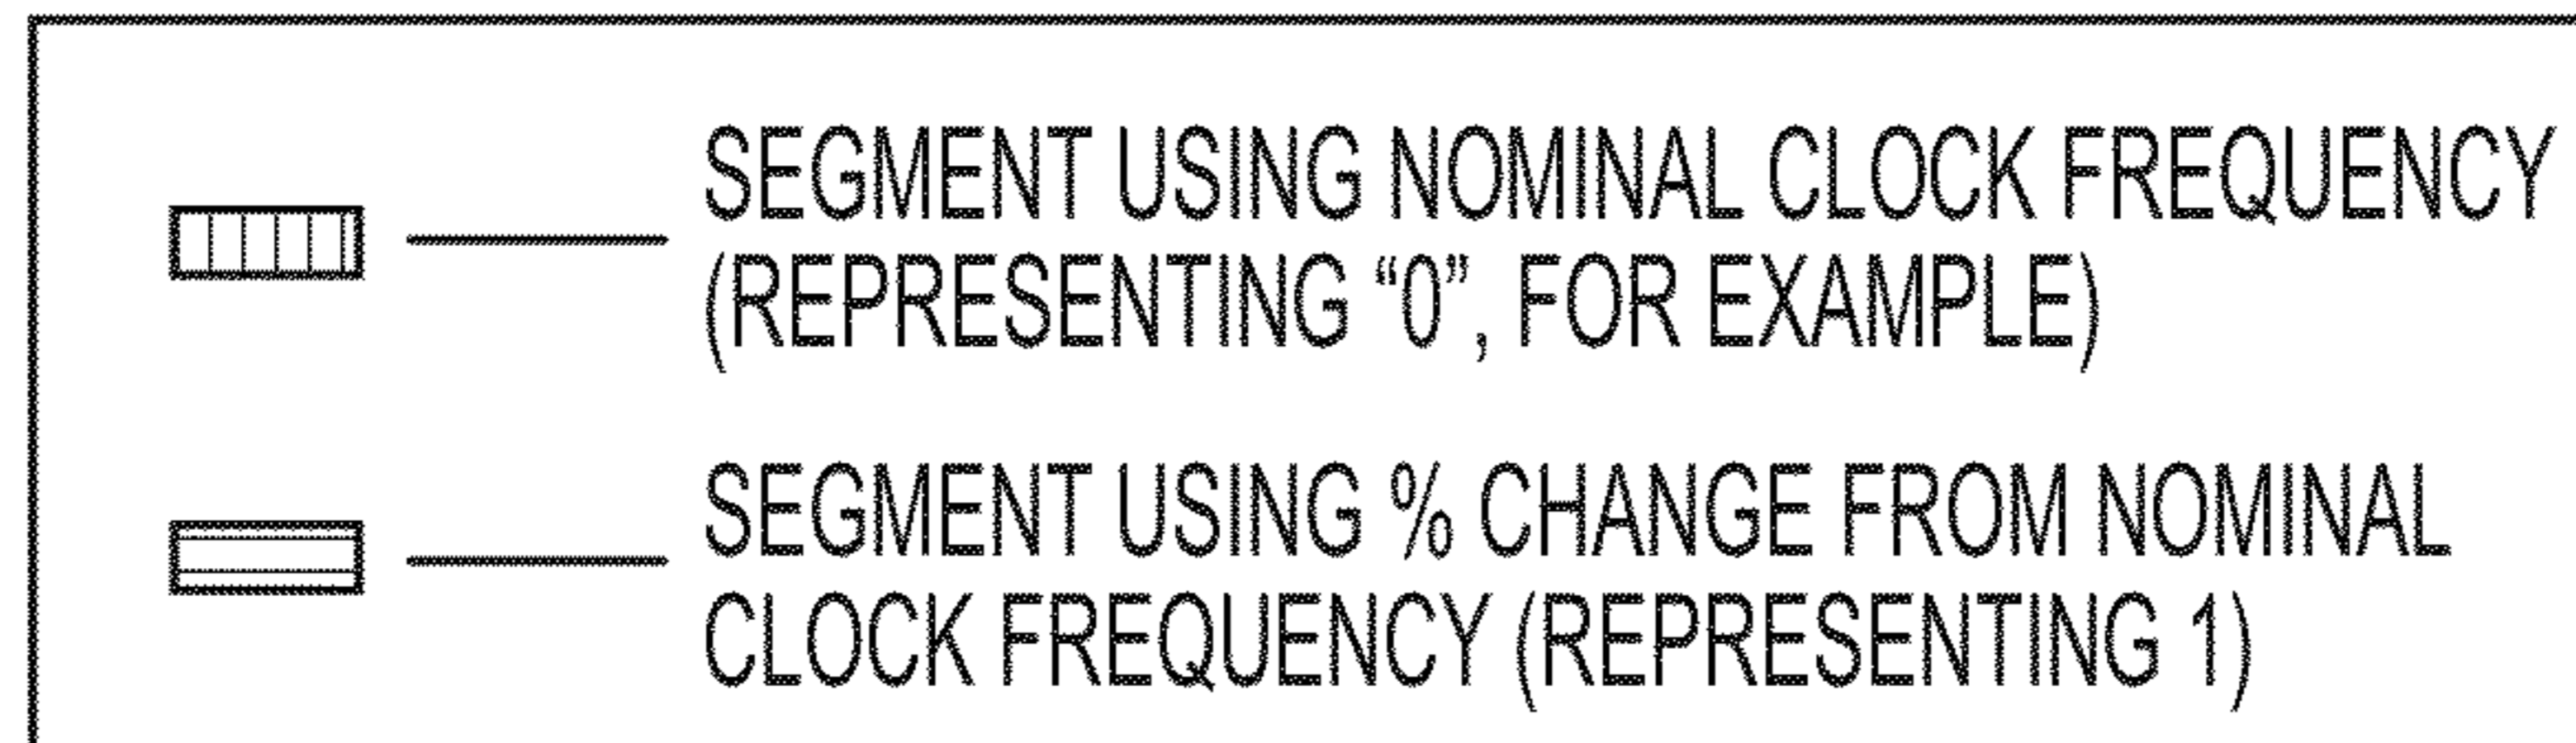 SEGMENT USING NOMINAL CLOCK FREQUENCY
(REPRESENTING “0”, FOR EXAMPLE)
SEGMENT USING % CHANGE FROM NOMINAL
CLOCK FREQUENCY (REPRESENTING 1)